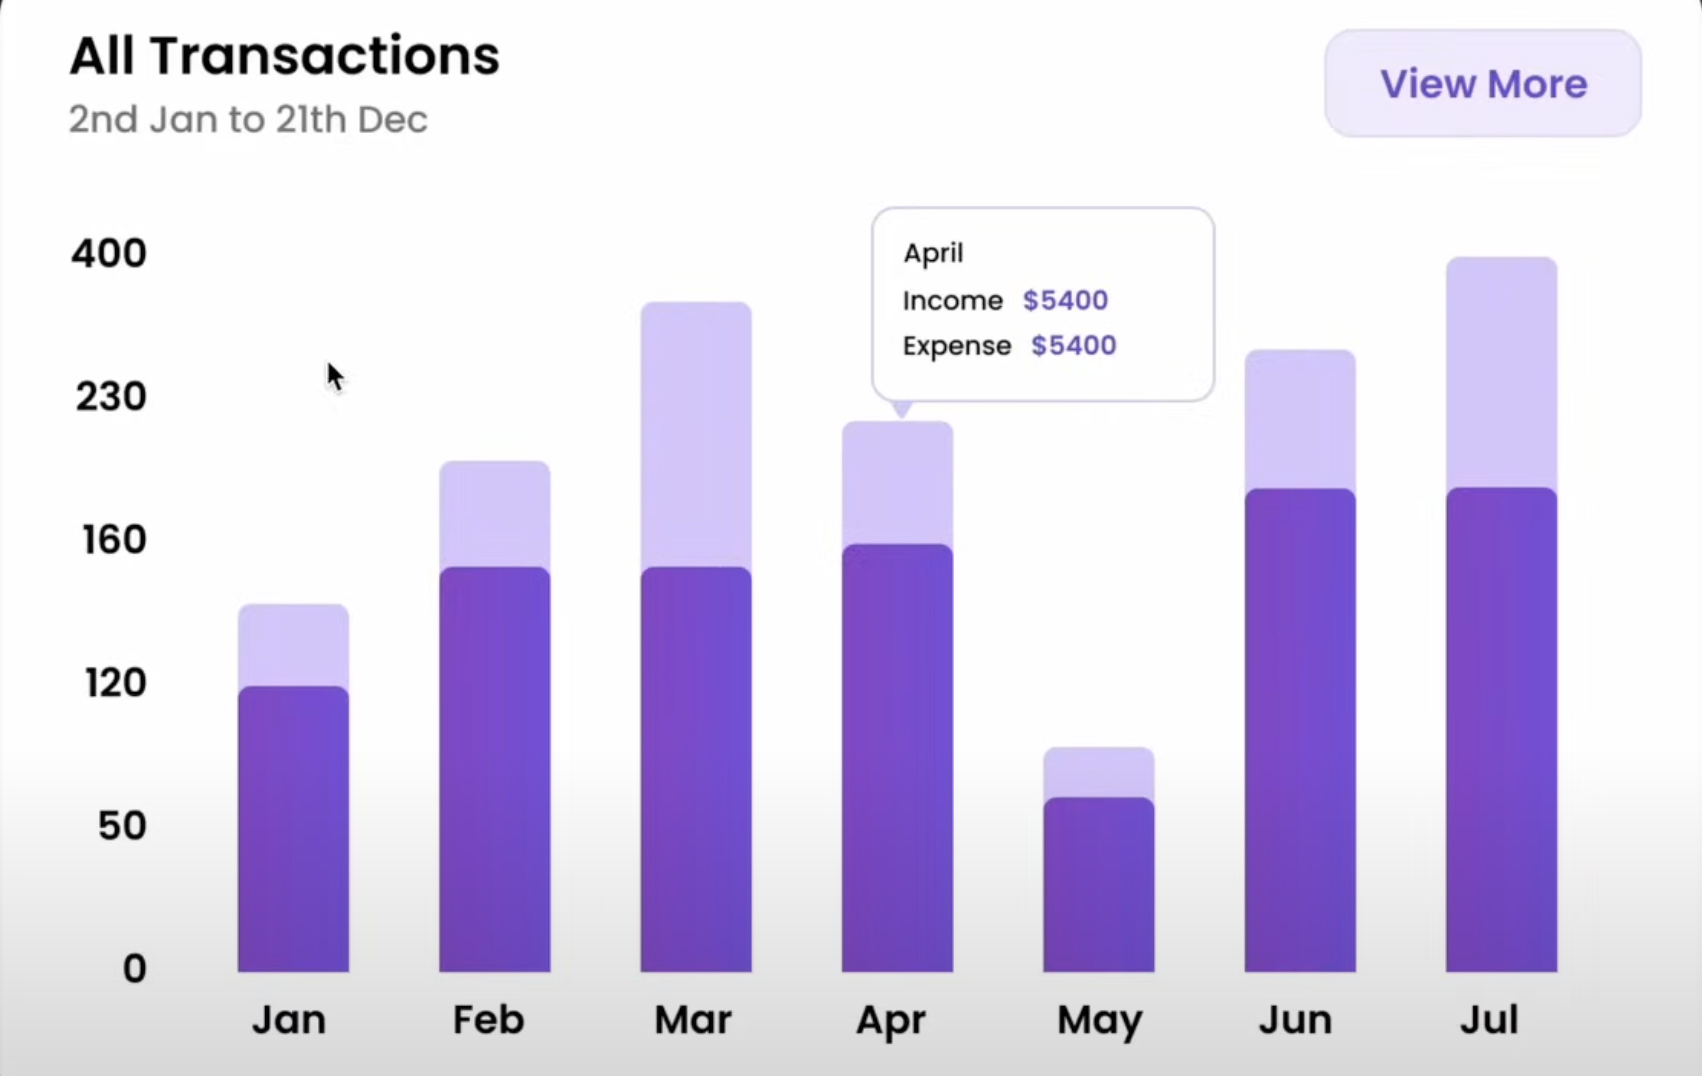 All Transactions
2nd Jan to 21th Dec
View More
400
230
160
120
50
0
April
Income $5400
Expense $5400
Jan Feb Mar Apr May Jun Jul